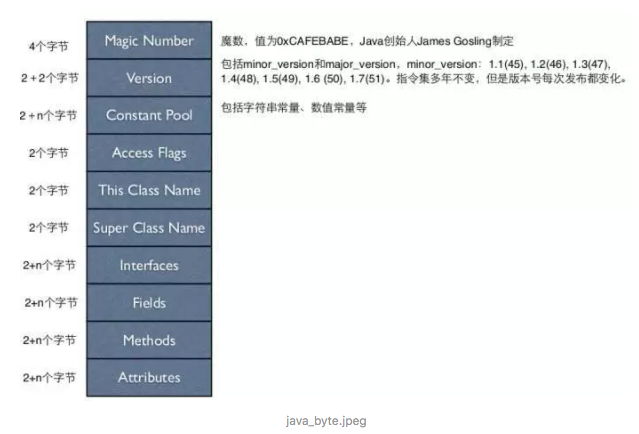 4个字节 Magic Number 魔数，值为0xCAFEBABE，Java创始人James Gosling制定
2+2个字节 Version 包括minor_version和major_version，minor_version：1.1(45), 1.2(46), 1.3(47),
1.4(48), 1.5(49), 1.6 (50), 1.7(51)。指令集多年不变，但是版本号每次发布都变化。
2+n个字节 Constant Pool 包括字符串常量、数值常量等
2个字节 Access Flags
2个字节 This Class Name
2个字节 Super Class Name
2+n个字节 Interfaces
2+n个字节 Fields
2+n个字节 Methods
2+n个字节 Attributes
java_byte.jpeg